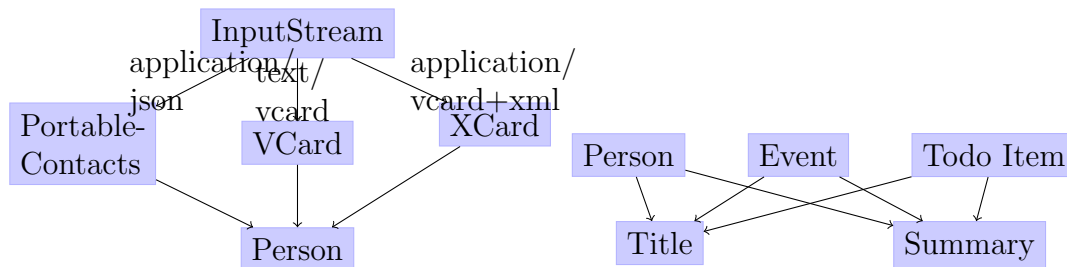 InputStream
application/
json
text/
vcard
application/
vcard+xml
Portable-
Contacts
VCard
XCard
Person
Person
Event
Todo Item
Title
Summary